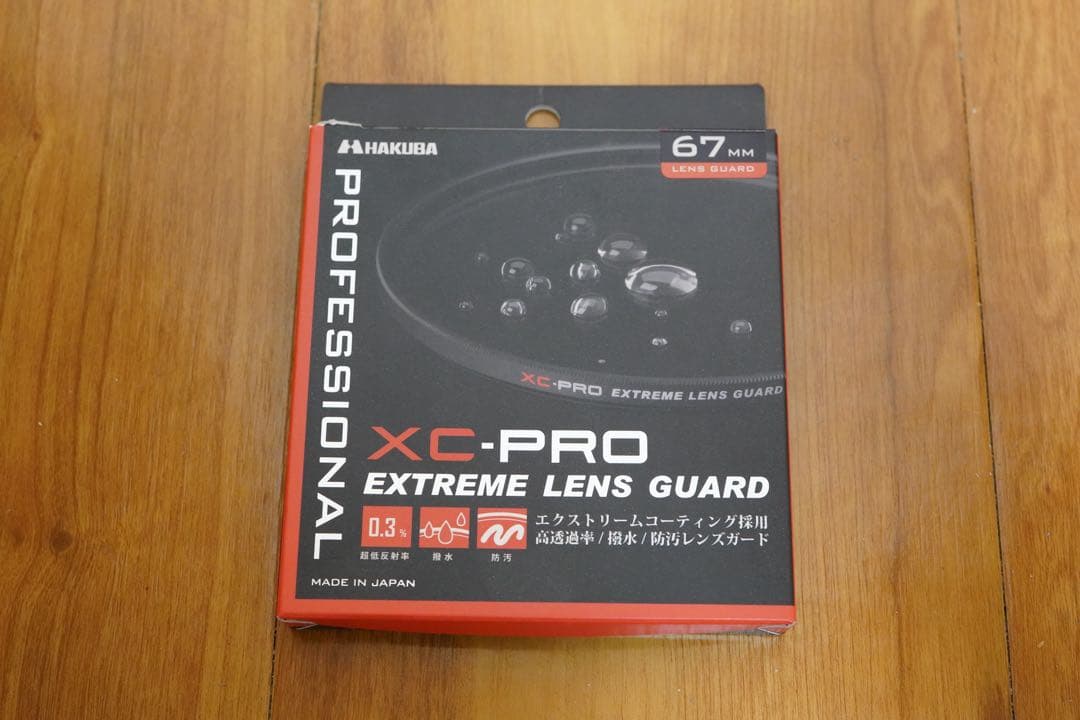 HAKUBA
67 MM
LENS GUARD
PROFESSIONAL
XC-PRO EXTREME LENS GUARD
XC-PRO
EXTREME LENS GUARD
0.3%
超低反射率
撥水
防汚
エクストリームコーティング採用
高透過率/撥水/防汚レンズガード
MADE IN JAPAN